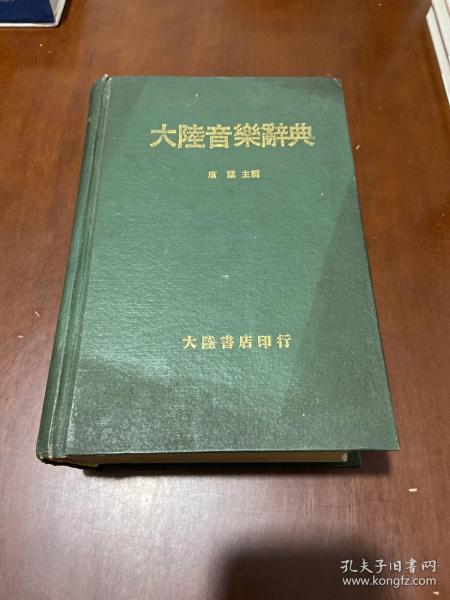 大陸音樂辭典
康 謳 主編
大陸書店印行
孔夫子旧书网
www.kongfz.com